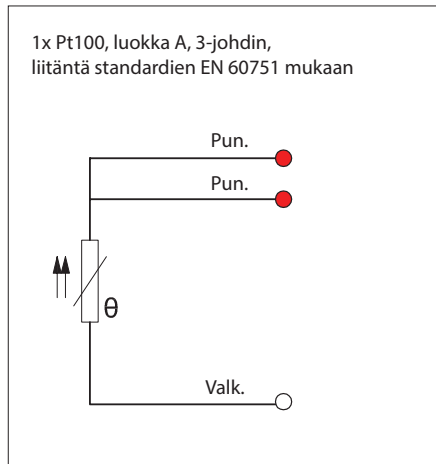 1x Pt100, luokka A, 3-johdin,
liitäntä standardien EN 60751 mukaan
Pun.
Pun.
θ
Valk.